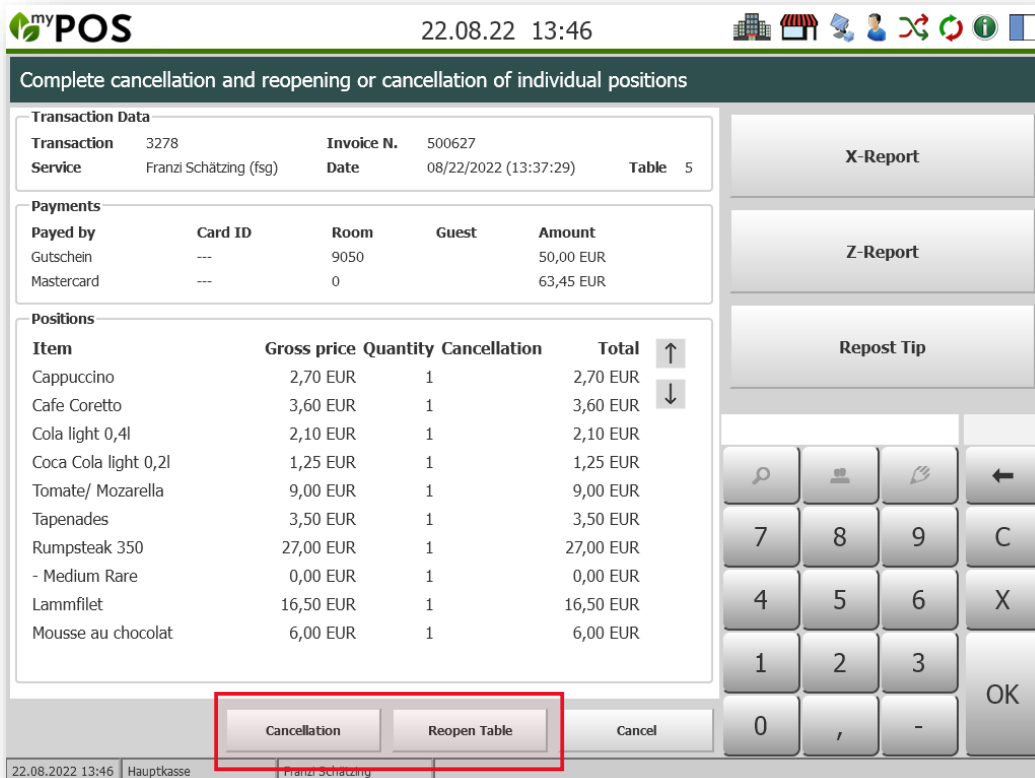 myPOS 22.08.22 13:46
Complete cancellation and reopening or cancellation of individual positions
Transaction Data
Transaction 3278 Invoice N. 500627
Service Franzi Schätzing (fsg) Date 08/22/2022 (13:37:29) Table 5
Payments
Payed by Card ID Room Guest Amount
Gutschein --- 9050 50,00 EUR
Mastercard --- 0 63,45 EUR
Positions
Item Gross price Quantity Cancellation Total ↑
Cappuccino 2,70 EUR 1 2,70 EUR
Cafe Coretto 3,60 EUR 1 3,60 EUR ↓
Cola light 0,4l 2,10 EUR 1 2,10 EUR
Coca Cola light 0,2l 1,25 EUR 1 1,25 EUR
Tomate/ Mozarella 9,00 EUR 1 9,00 EUR
Tapenades 3,50 EUR 1 3,50 EUR
Rumpsteak 350 27,00 EUR 1 27,00 EUR
- Medium Rare 0,00 EUR 1 0,00 EUR
Lammfilet 16,50 EUR 1 16,50 EUR
Mousse au chocolat 6,00 EUR 1 6,00 EUR
Cancellation Reopen Table Cancel
X-Report
Z-Report
Repost Tip
←
7 8 9 C
4 5 6 X
1 2 3
OK
0 , -
22.08.2022 13:46 Hauptkasse Franzi Schätzing